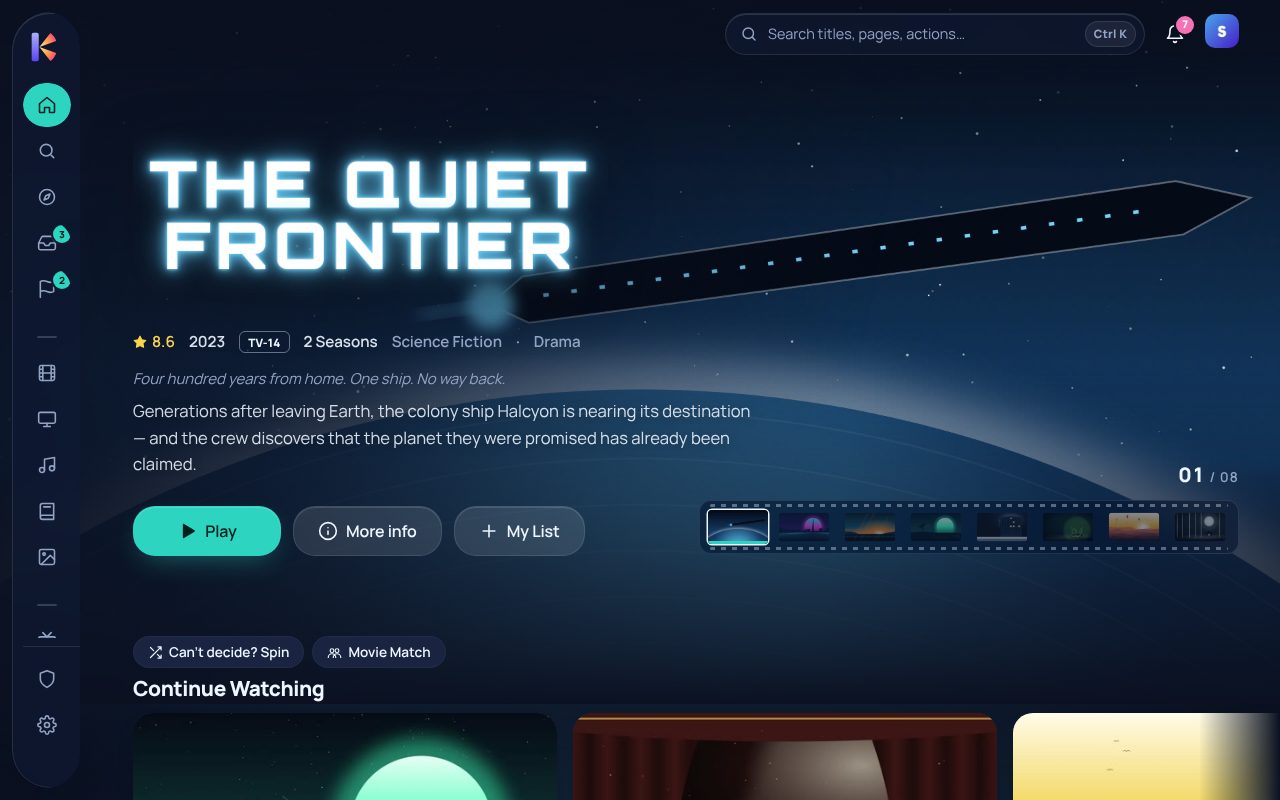 Search titles, pages, actions...
Ctrl K
7
S
3
2
THE QUIET
FRONTIER
8.6 2023 TV-14 2 Seasons Science Fiction · Drama
Four hundred years from home. One ship. No way back.
Generations after leaving Earth, the colony ship Halcyon is nearing its destination
— and the crew discovers that the planet they were promised has already been
claimed.
01 / 08
Play
More info
My List
Can't decide? Spin
Movie Match
Continue Watching